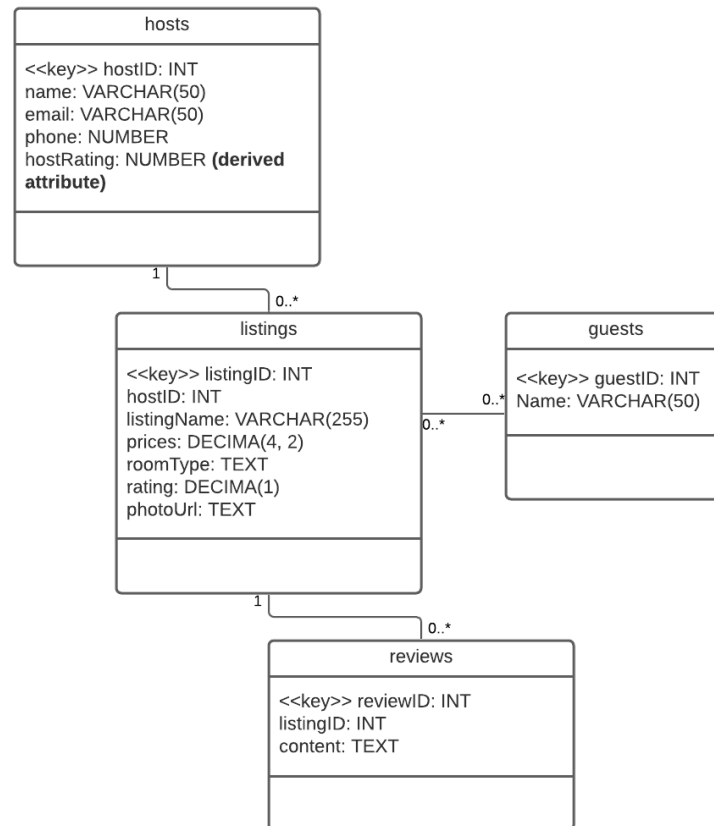 hosts
<<key>> hostID: INT
name: VARCHAR(50)
email: VARCHAR(50)
phone: NUMBER
hostRating: NUMBER (derived
attribute)
1
0..*
listings
<<key>> listingID: INT
hostID: INT
listingName: VARCHAR(255)
prices: DECIMA(4, 2)
roomType: TEXT
rating: DECIMA(1)
photoUrl: TEXT
guests
<<key>> guestID: INT
Name: VARCHAR(50)
0..*
0..*
1
0..*
reviews
<<key>> reviewID: INT
listingID: INT
content: TEXT